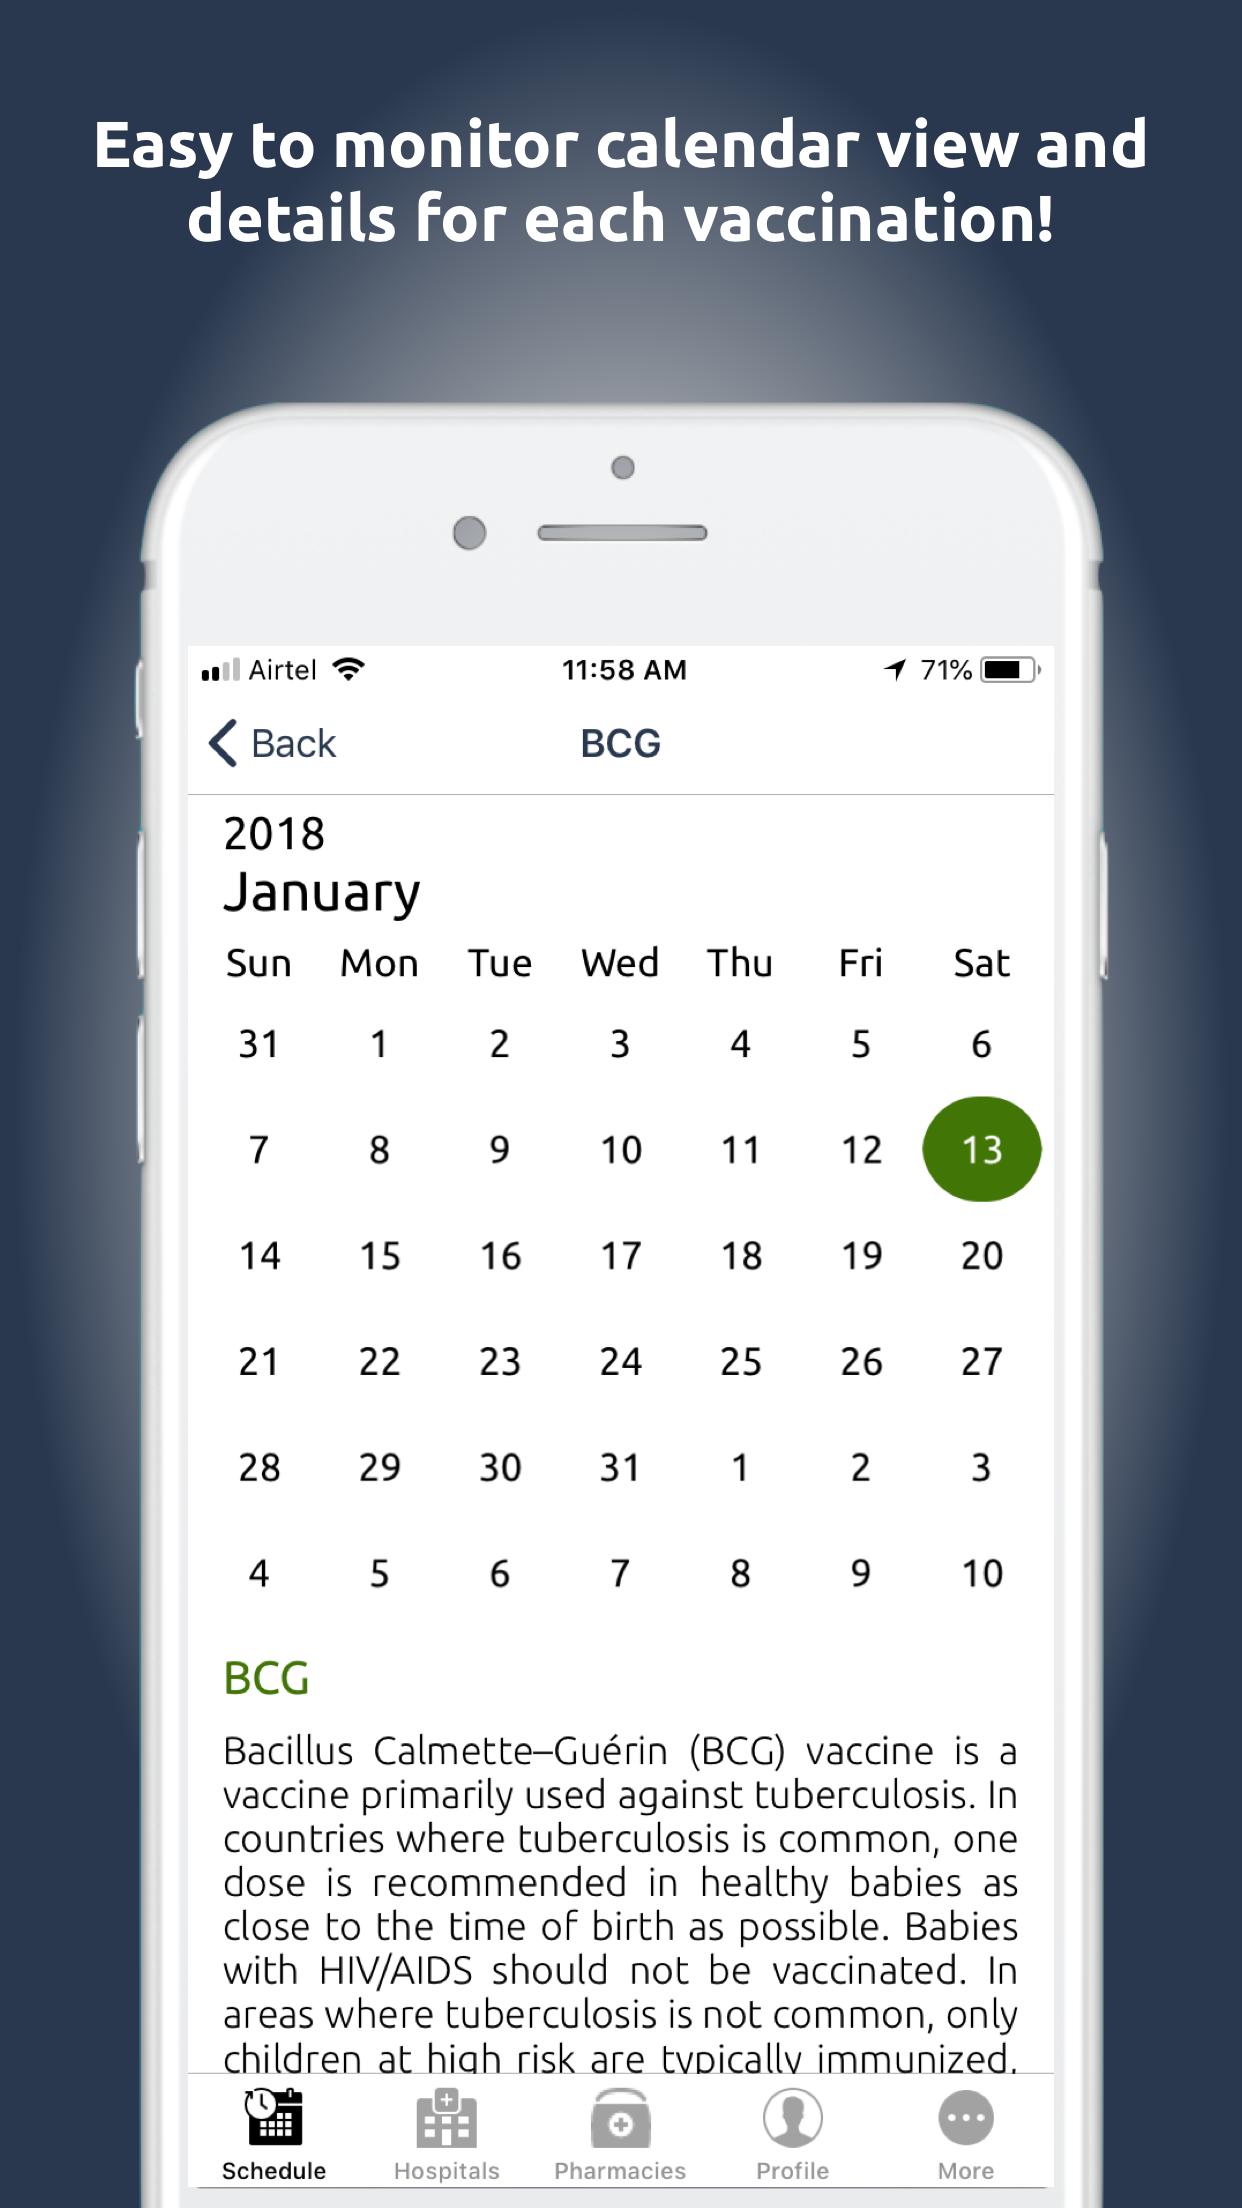 Easy to monitor calendar view and
details for each vaccination!
Airtel 11:58 AM 71%
Back BCG
2018
January
Sun Mon Tue Wed Thu Fri Sat
31 1 2 3 4 5 6
7 8 9 10 11 12 13
14 15 16 17 18 19 20
21 22 23 24 25 26 27
28 29 30 31 1 2 3
4 5 6 7 8 9 10
BCG
Bacillus Calmette–Guérin (BCG) vaccine is a
vaccine primarily used against tuberculosis. In
countries where tuberculosis is common, one
dose is recommended in healthy babies as
close to the time of birth as possible. Babies
with HIV/AIDS should not be vaccinated. In
areas where tuberculosis is not common, only
children at high risk are typically immunized,
Schedule Hospitals Pharmacies Profile More